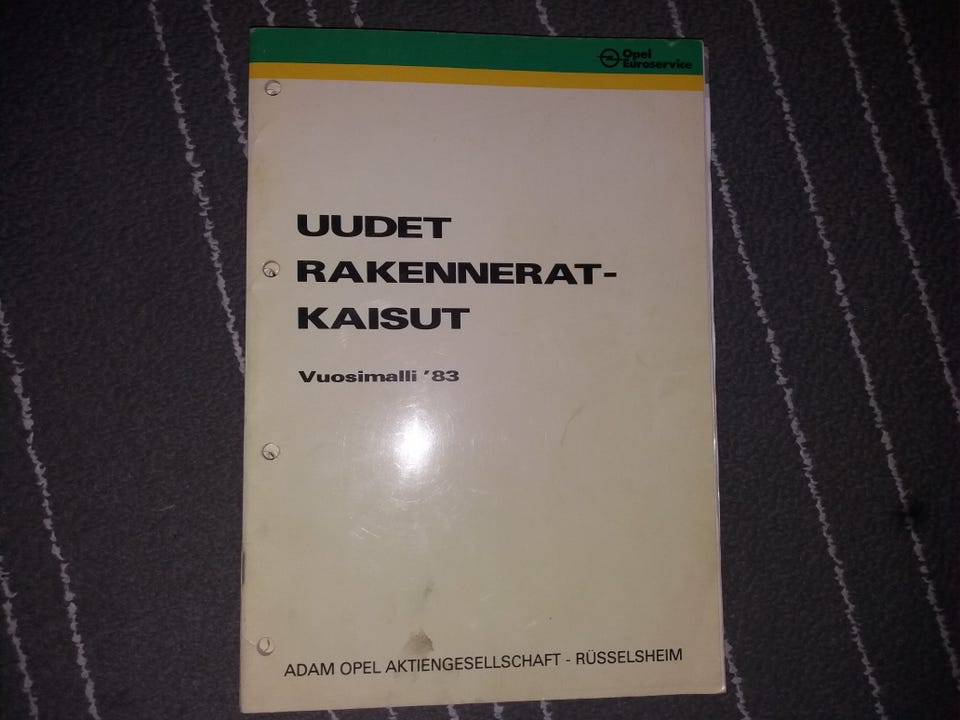 Opel
Euroservice
UUDET
RAKENNERAT-
KAISUT
Vuosimalli '83
ADAM OPEL AKTIENGESELLSCHAFT - RÜSSELSHEIM